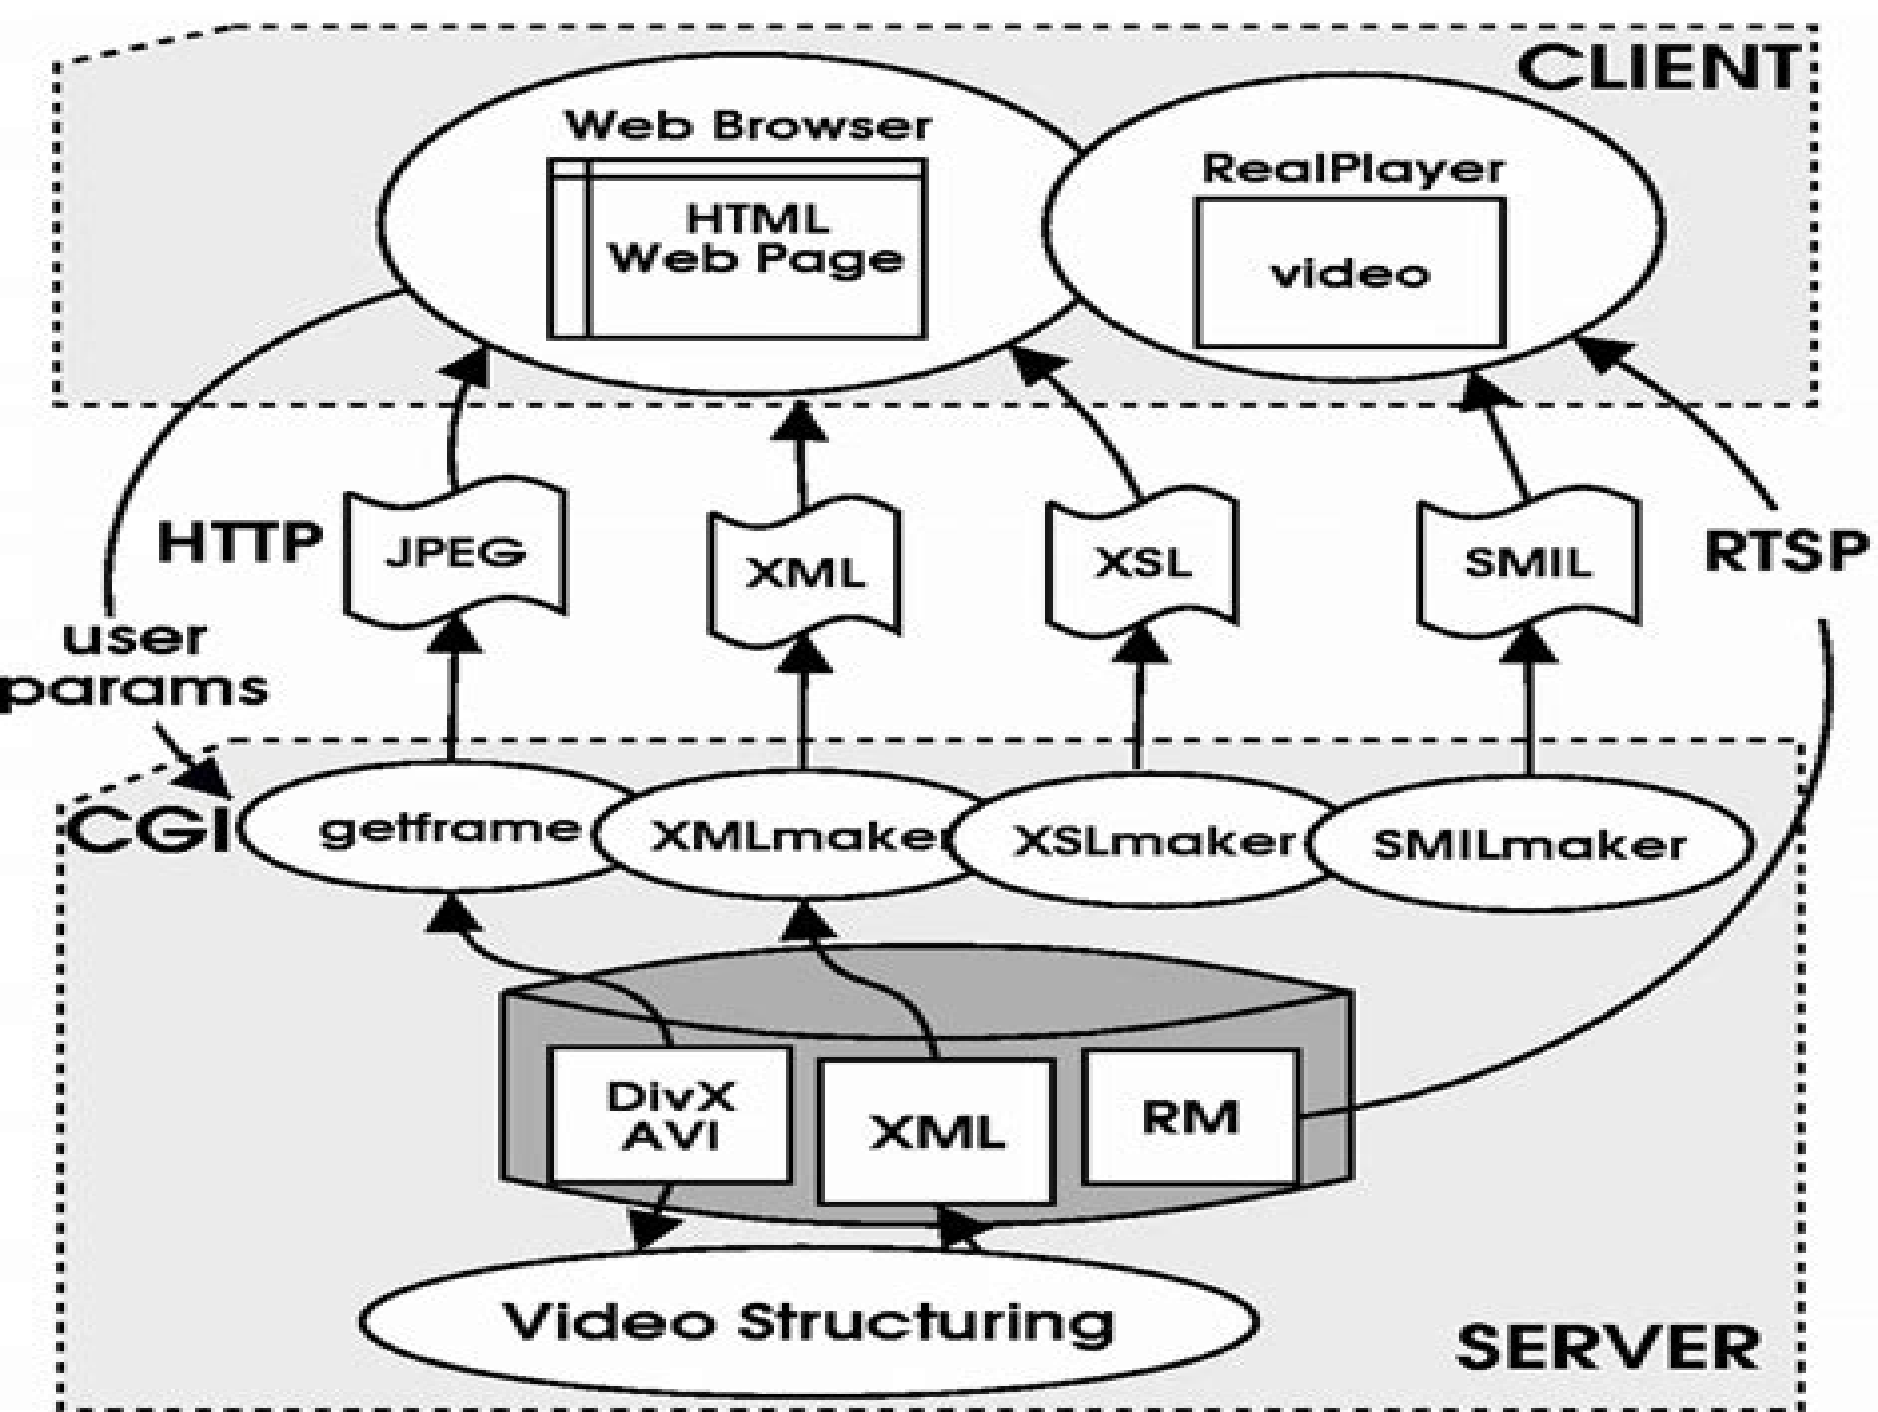 CLIENT
Web Browser
HTML
Web Page
RealPlayer
video
HTTP
JPEG
XML
XSL
SMIL
RTSP
user
params
CGI
getframe
XMLmaker
XSLmaker
SMILmaker
DivX
AVI
XML
RM
Video Structuring
SERVER